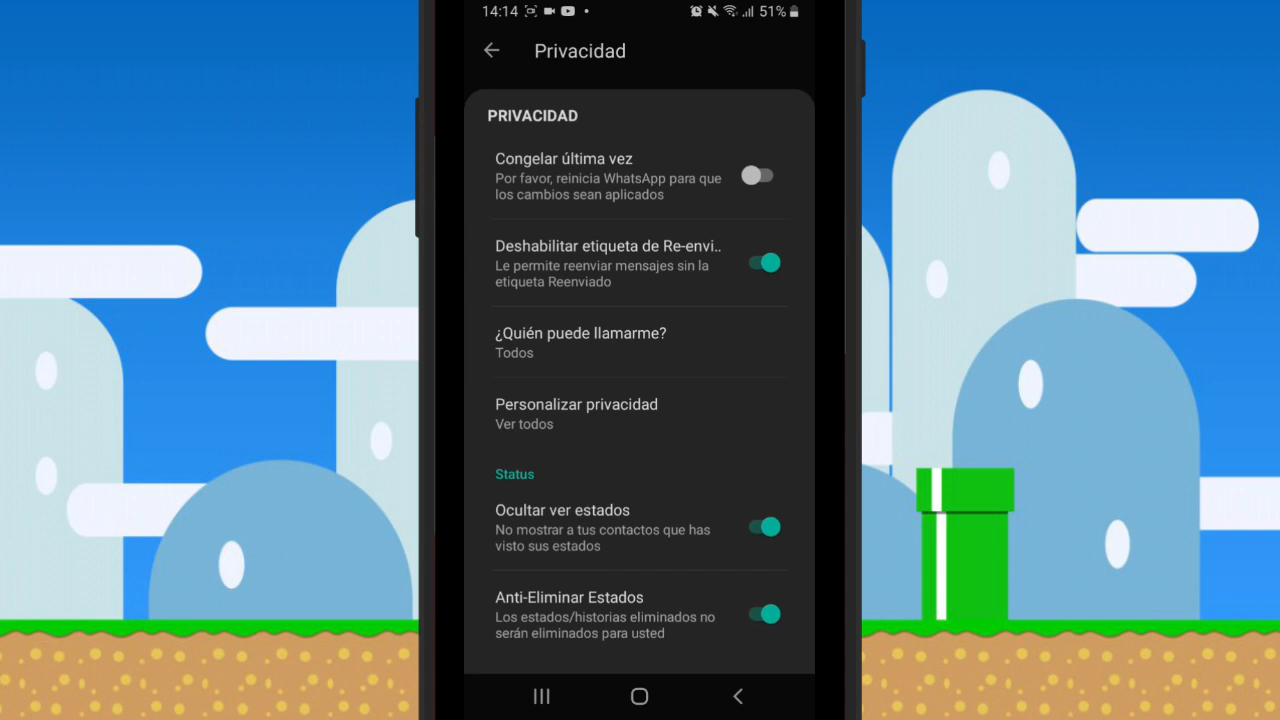 14:14
51%
Privacidad
PRIVACIDAD
Congelar última vez
Por favor, reinicia WhatsApp para que
los cambios sean aplicados
Deshabilitar etiqueta de Re-envi..
Le permite reenviar mensajes sin la
etiqueta Reenviado
¿Quién puede llamarme?
Todos
Personalizar privacidad
Ver todos
Status
Ocultar ver estados
No mostrar a tus contactos que has
visto sus estados
Anti-Eliminar Estados
Los estados/historias eliminados no
serán eliminados para usted